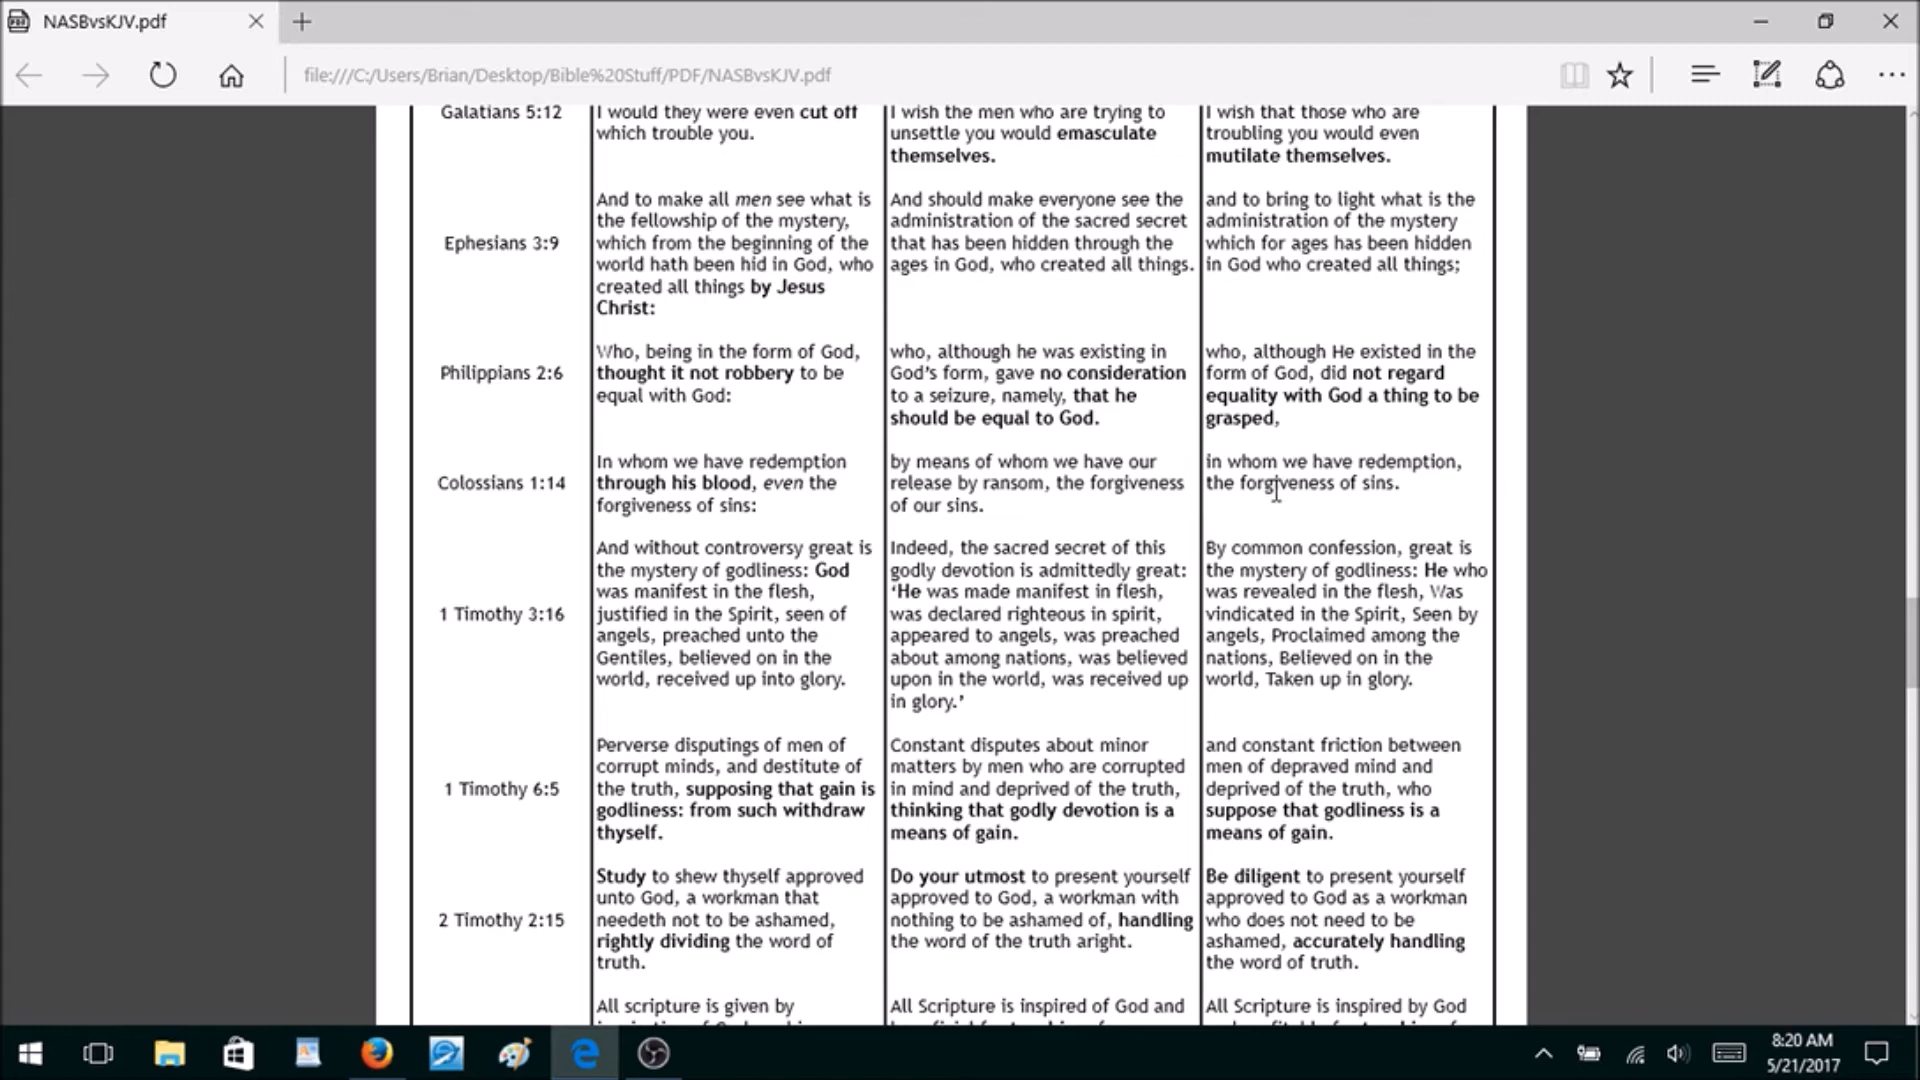 NASBvsKJV.pdf
file:///C:/Users/Brian/Desktop/Bible%20Stuff/PDF/NASBvsKJV.pdf
Galatians 5:12
I would they were even cut off
which trouble you.
I wish the men who are trying to
unsettle you would emasculate
themselves.
I wish that those who are
troubling you would even
mutilate themselves.
Ephesians 3:9
And to make all men see what is
the fellowship of the mystery,
which from the beginning of the
world hath been hid in God, who
created all things by Jesus
Christ:
And should make everyone see the
administration of the sacred secret
that has been hidden through the
ages in God, who created all things.
and to bring to light what is the
administration of the mystery
which for ages has been hidden
in God who created all things;
Philippians 2:6
Who, being in the form of God,
thought it not robbery to be
equal with God:
who, although he was existing in
God's form, gave no consideration
to a seizure, namely, that he
should be equal to God.
who, although He existed in the
form of God, did not regard
equality with God a thing to be
grasped,
Colossians 1:14
In whom we have redemption
through his blood, even the
forgiveness of sins:
by means of whom we have our
release by ransom, the forgiveness
of our sins.
in whom we have redemption,
the forgiveness of sins.
1 Timothy 3:16
And without controversy great is
the mystery of godliness: God
was manifest in the flesh,
justified in the Spirit, seen of
angels, preached unto the
Gentiles, believed on in the
world, received up into glory.
Indeed, the sacred secret of this
godly devotion is admittedly great:
‘He was made manifest in flesh,
was declared righteous in spirit,
appeared to angels, was preached
about among nations, was believed
upon in the world, was received up
in glory.’
By common confession, great is
the mystery of godliness: He who
was revealed in the flesh, Was
vindicated in the Spirit, Seen by
angels, Proclaimed among the
nations, Believed on in the
world, Taken up in glory.
1 Timothy 6:5
Perverse disputings of men of
corrupt minds, and destitute of
the truth, supposing that gain is
godliness: from such withdraw
thyself.
Constant disputes about minor
matters by men who are corrupted
in mind and deprived of the truth,
thinking that godly devotion is a
means of gain.
and constant friction between
men of depraved mind and
deprived of the truth, who
suppose that godliness is a
means of gain.
2 Timothy 2:15
Study to shew thyself approved
unto God, a workman that
needeth not to be ashamed,
rightly dividing the word of
truth.
Do your utmost to present yourself
approved to God, a workman with
nothing to be ashamed of, handling
the word of the truth aright.
Be diligent to present yourself
approved to God as a workman
who does not need to be
ashamed, accurately handling
the word of truth.
All scripture is given by
All Scripture is inspired of God and
All Scripture is inspired by God
8:20 AM
5/21/2017